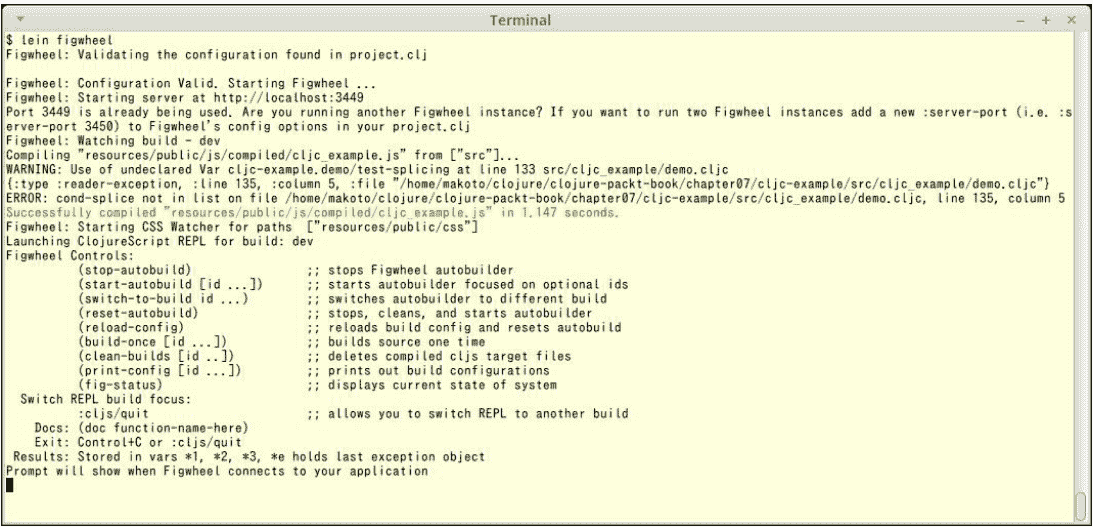 Terminal
$ lein figwheel
Figwheel: Validating the configuration found in project.clj
Figwheel: Configuration Valid. Starting Figwheel ...
Figwheel: Starting server at http://localhost:3449
Port 3449 is already being used. Are you running another Figwheel instance? If you want to run two Figwheel instances add a new :server-port (i.e. :s
erver-port 3450) to Figwheel's config options in your project.clj
Figwheel: Watching build - dev
Compiling "resources/public/js/compiled/cljc_example.js" from ["src"]...
WARNING: Use of undeclared Var cljc-example.demo/test-splicing at line 133 src/cljc_example/demo.cljc
{:type :reader-exception, :line 135, :column 5, :file "/home/makoto/clojure/clojure-packt-book/chapter07/cljc-example/src/cljc_example/demo.cljc"}
ERROR: cond-splice not in list on file /home/makoto/clojure/clojure-packt-book/chapter07/cljc-example/src/cljc_example/demo.cljc, line 135, column 5
Successfully compiled "resources/public/js/compiled/cljc_example.js" in 1.147 seconds.
Figwheel: Starting CSS Watcher for paths  ["resources/public/css"]
Launching ClojureScript REPL for build: dev
Figwheel Controls:
          (stop-autobuild)                ;; stops Figwheel autobuilder
          (start-autobuild [id ...])      ;; starts autobuilder focused on optional ids
          (switch-to-build id ...)        ;; switches autobuilder to different build
          (reset-autobuild)               ;; stops, cleans, and starts autobuilder
          (reload-config)                 ;; reloads build config and resets autobuild
          (build-once [id ...])           ;; builds source one time
          (clean-builds [id ..])          ;; deletes compiled cljs target files
          (print-config [id ...])         ;; prints out build configurations
          (fig-status)                    ;; displays current state of system
  Switch REPL build focus:
          :cljs/quit                      ;; allows you to switch REPL to another build
    Docs: (doc function-name-here)
    Exit: Control+C or :cljs/quit
 Results: Stored in vars *1, *2, *3, *e holds last exception object
Prompt will show when Figwheel connects to your application